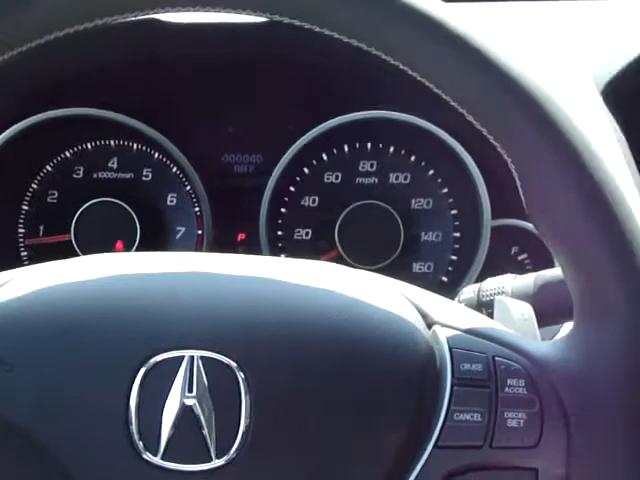 000040
4
3
5
x1000r/min
2
6
1
7
P
80
60
100
mph
40
120
20
140
160
F
CRUISE
RES
ACCEL
CANCEL
DECEL
SET